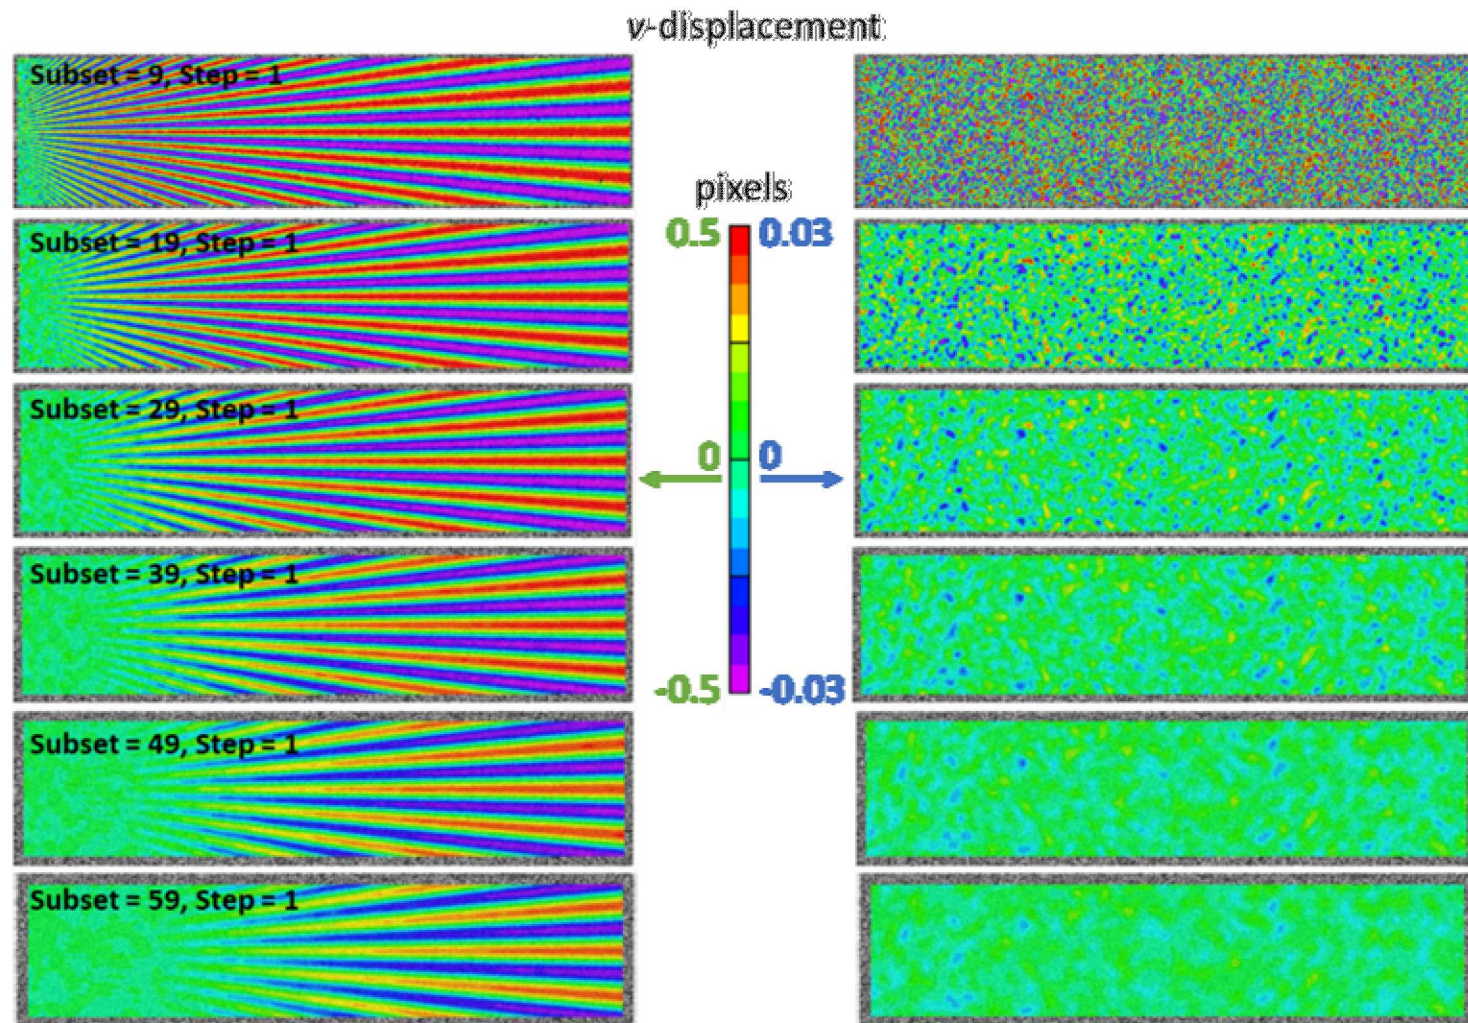 v-displacement
Subset = 9, Step = 1
pixels
0.5 0.03
Subset = 19, Step = 1
Subset = 29, Step = 1
0 0
Subset = 39, Step = 1
-0.5 -0.03
Subset = 49, Step = 1
Subset = 59, Step = 1